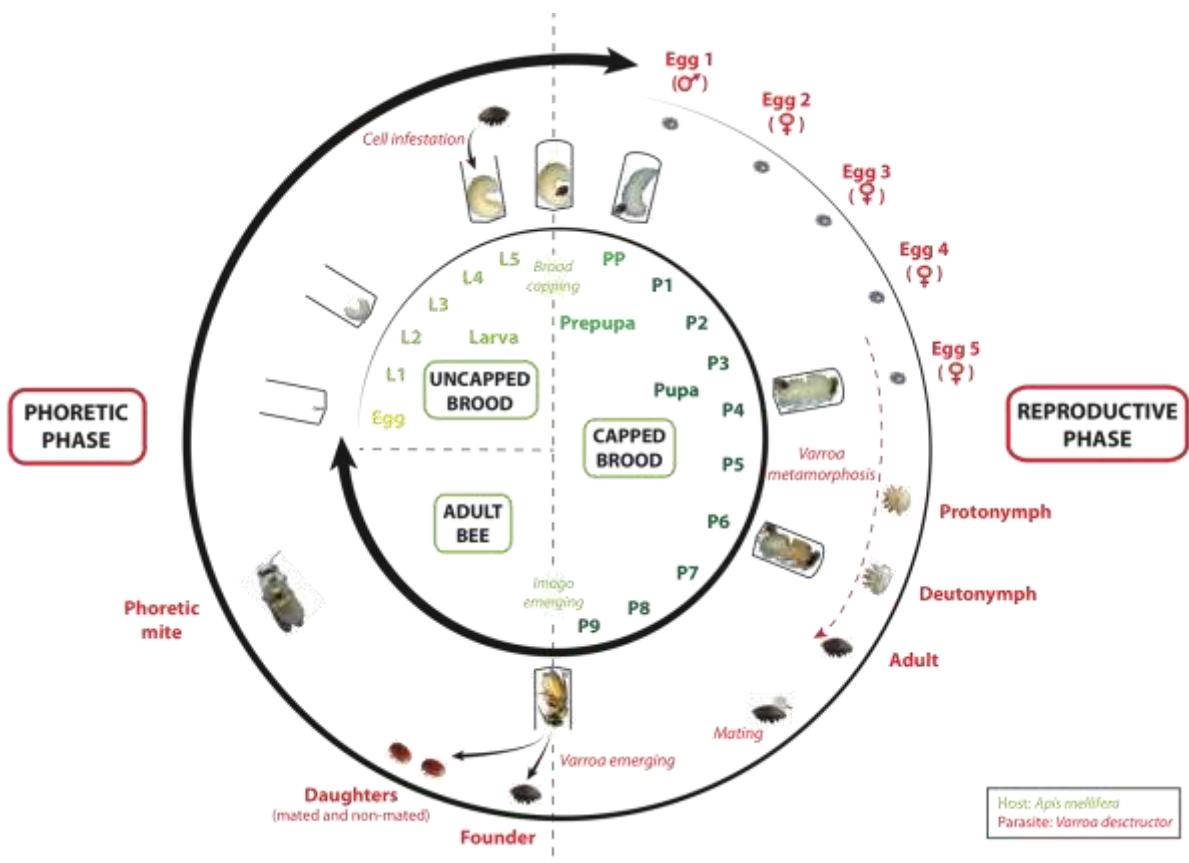 Egg 1
(♂)
Egg 2
(♀)
Egg 3
(♀)
Egg 4
(♀)
Egg 5
(♀)
Cell infestation
L5
L4
L3
L2
L1
Egg
Larva
Brood
capping
PP
Prepupa
P1
P2
P3
Pupa
P4
P5
P6
P7
P8
P9
UNCAPPED
BROOD
CAPPED
BROOD
ADULT
BEE
Imago
emerging
PHORETIC
PHASE
REPRODUCTIVE
PHASE
Varroa
metamorphosis
Protonymph
Deutonymph
Adult
Mating
Phoretic
mite
Varroa emerging
Daughters
(mated and non-mated)
Founder
Host: Apis mellifera
Parasite: Varroa desctructor